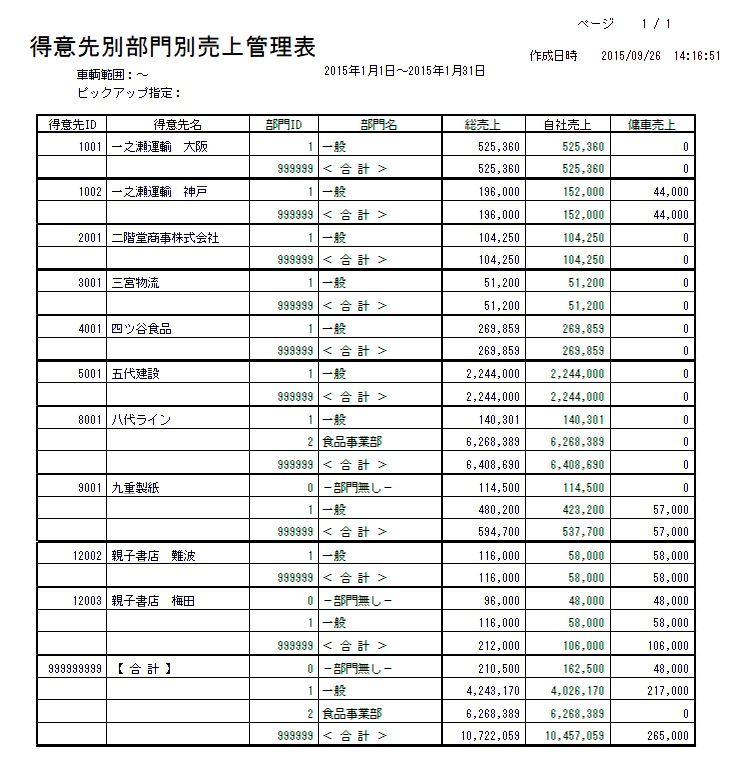 ページ 1 / 1
得意先別部門別売上管理表
作成日時 2015/09/26 14:16:51
車輌範囲：～ 2015年1月1日～2015年1月31日
ピックアップ指定：
得意先ID 得意先名 部門ID 部門名 総売上 自社売上 傭車売上
1001 一之瀬運輸 大阪 1 一般 525,360 525,360 0
999999 < 合 計 > 525,360 525,360 0
1002 一之瀬運輸 神戸 1 一般 196,000 152,000 44,000
999999 < 合 計 > 196,000 152,000 44,000
2001 二階堂商事株式会社 1 一般 104,250 104,250 0
999999 < 合 計 > 104,250 104,250 0
3001 三宮物流 1 一般 51,200 51,200 0
999999 < 合 計 > 51,200 51,200 0
4001 四ツ谷食品 1 一般 269,859 269,859 0
999999 < 合 計 > 269,859 269,859 0
5001 五代建設 1 一般 2,244,000 2,244,000 0
999999 < 合 計 > 2,244,000 2,244,000 0
8001 八代ライン 1 一般 140,301 140,301 0
2 食品事業部 6,268,389 6,268,389 0
999999 < 合 計 > 6,408,690 6,408,690 0
9001 九重製紙 0 －部門無し－ 114,500 114,500 0
1 一般 480,200 423,200 57,000
999999 < 合 計 > 594,700 537,700 57,000
12002 親子書店 難波 1 一般 116,000 58,000 58,000
999999 < 合 計 > 116,000 58,000 58,000
12003 親子書店 梅田 0 －部門無し－ 96,000 48,000 48,000
1 一般 116,000 58,000 58,000
999999 < 合 計 > 212,000 106,000 106,000
999999999 【 合 計 】 0 －部門無し－ 210,500 162,500 48,000
1 一般 4,243,170 4,026,170 217,000
2 食品事業部 6,268,389 6,268,389 0
999999 < 合 計 > 10,722,059 10,457,059 265,000